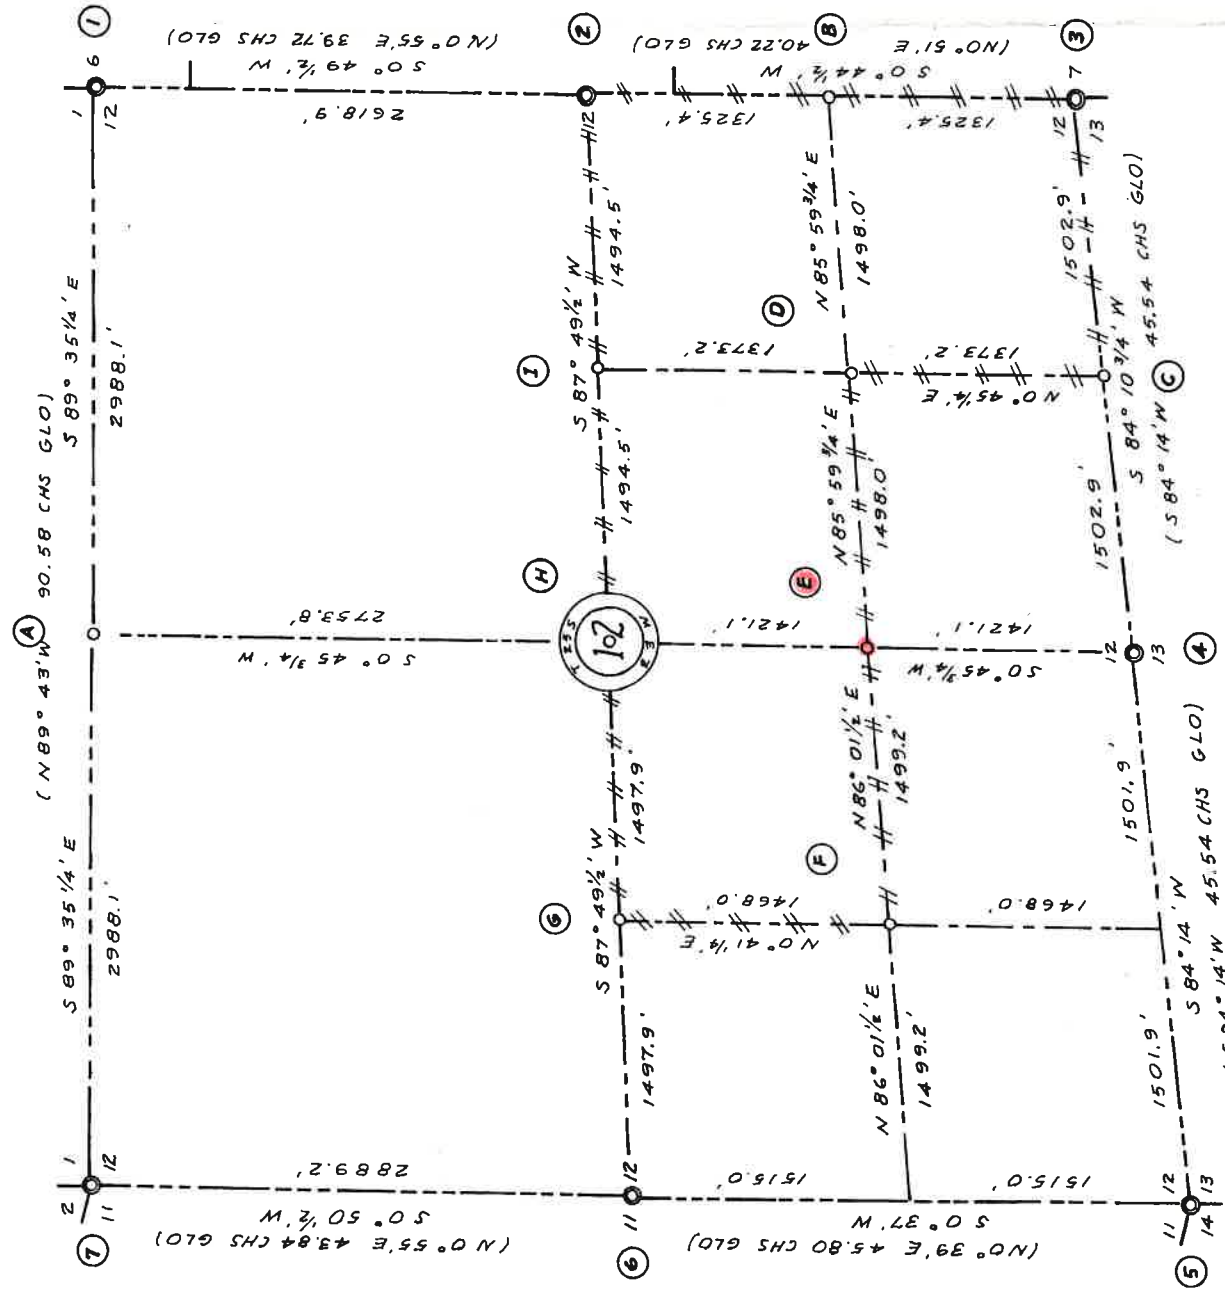 (N 89° 43' W 90.58 CHS GLO)
A
S 89° 35 1/4' E
2988.1'
S 89° 35 1/4' E
2988.1'
7
2 1
11 12
1 6
12
1
(N 0° 55' E 43.84 CHS GLO)
S 0° 50 1/2' W
2889.2'
S 0° 45 3/4' W
2753.8'
2618.9'
S 0° 49 1/2' W
(N 0° 55' E 39.72 CHS GLO)
6
11 12
1497.9'
S 87° 49 1/2' W
G
1497.9'
H
T 25 S
102
1494.5'
S 87° 49 1/2' W
I
1494.5'
12
2
(N 0° 39' E 45.80 CHS GLO)
S 0° 37' W
1515.0'
1515.0'
N 0° 41 1/4' E
1468.0'
1468.0'
F
1421.1'
S 0° 45 3/4' W
1421.1'
E
1373.2'
N 0° 45 1/4' E
1373.2'
D
1325.4'
S 0° 44 1/2' W
1325.4'
(N 0° 51' E
40.22 CHS GLO)
B
N 86° 01 1/2' E
1499.2'
N 86° 01 1/2' E
1499.2'
N 85° 59 3/4' E
1498.0'
N 85° 59 3/4' E
1498.0'
5
11 12
14 13
1501.9'
S 84° 14' W
14' W 45.54 CHS GLO)
1501.9'
12
13
4
1502.9'
S 84° 10 3/4' W
(S 84° 14' W 45.54 CHS GLO)
C
1502.9'
12 7
13
3